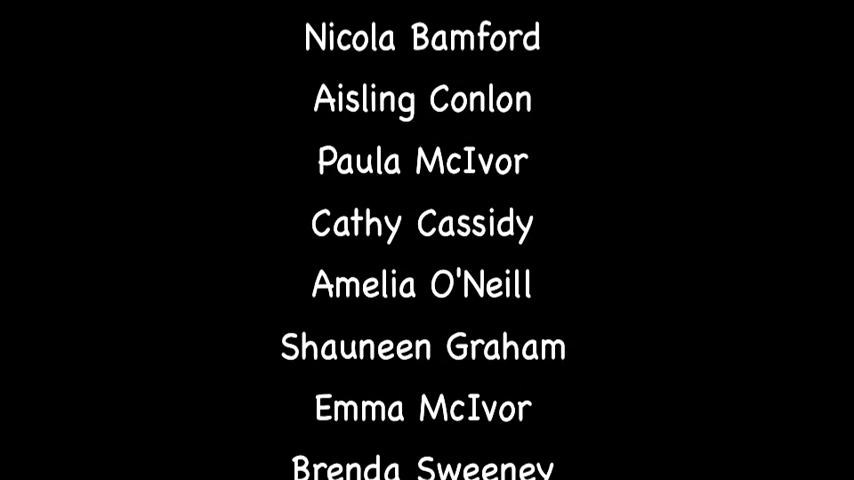 Nicola Bamford
Aisling Conlon
Paula McIvor
Cathy Cassidy
Amelia O'Neill
Shauneen Graham
Emma McIvor
Brenda Sweeney